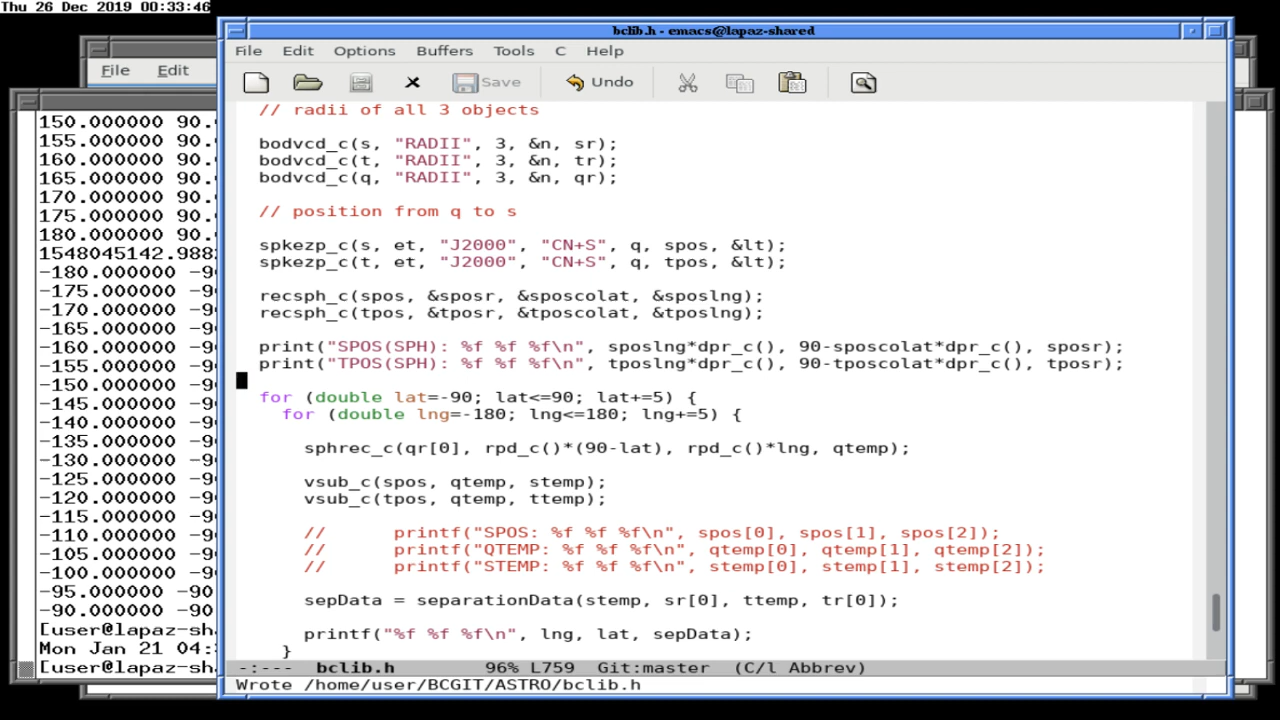 Thu 26 Dec 2019 00:33:46
bclib.h - emacs@lapaz-shared
File Edit
File Edit Options Buffers Tools C Help
Save Undo
150.000000 90.
155.000000 90.
160.000000 90.
165.000000 90.
170.000000 90.
175.000000 90.
180.000000 90.
1548045142.988
-180.000000 -9
-175.000000 -9
-170.000000 -9
-165.000000 -9
-160.000000 -9
-155.000000 -9
-150.000000 -9
-145.000000 -9
-140.000000 -9
-135.000000 -9
-130.000000 -9
-125.000000 -9
-120.000000 -9
-115.000000 -9
-110.000000 -9
-105.000000 -9
-100.000000 -9
-95.000000 -90
-90.000000 -90
[user@lapaz-sh
Mon Jan 21 04:
[user@lapaz-sh
// radii of all 3 objects
bodvcd_c(s, "RADII", 3, &n, sr);
bodvcd_c(t, "RADII", 3, &n, tr);
bodvcd_c(q, "RADII", 3, &n, qr);
// position from q to s
spkezp_c(s, et, "J2000", "CN+S", q, spos, &lt);
spkezp_c(t, et, "J2000", "CN+S", q, tpos, &lt);
recsph_c(spos, &sposr, &sposcolat, &sposlng);
recsph_c(tpos, &tposr, &tposcolat, &tposlng);
print("SPOS(SPH): %f %f %f\n", sposlng*dpr_c(), 90-sposcolat*dpr_c(), sposr);
print("TPOS(SPH): %f %f %f\n", tposlng*dpr_c(), 90-tposcolat*dpr_c(), tposr);
for (double lat=-90; lat<=90; lat+=5) {
for (double lng=-180; lng<=180; lng+=5) {
sphrec_c(qr[0], rpd_c()*(90-lat), rpd_c()*lng, qtemp);
vsub_c(spos, qtemp, stemp);
vsub_c(tpos, qtemp, ttemp);
// printf("SPOS: %f %f %f\n", spos[0], spos[1], spos[2]);
// printf("QTEMP: %f %f %f\n", qtemp[0], qtemp[1], qtemp[2]);
// printf("STEMP: %f %f %f\n", stemp[0], stemp[1], stemp[2]);
sepData = separationData(stemp, sr[0], ttemp, tr[0]);
printf("%f %f %f\n", lng, lat, sepData);
}
-:--- bclib.h 96% L759 Git:master (C/l Abbrev)
Wrote /home/user/BCGIT/ASTRO/bclib.h